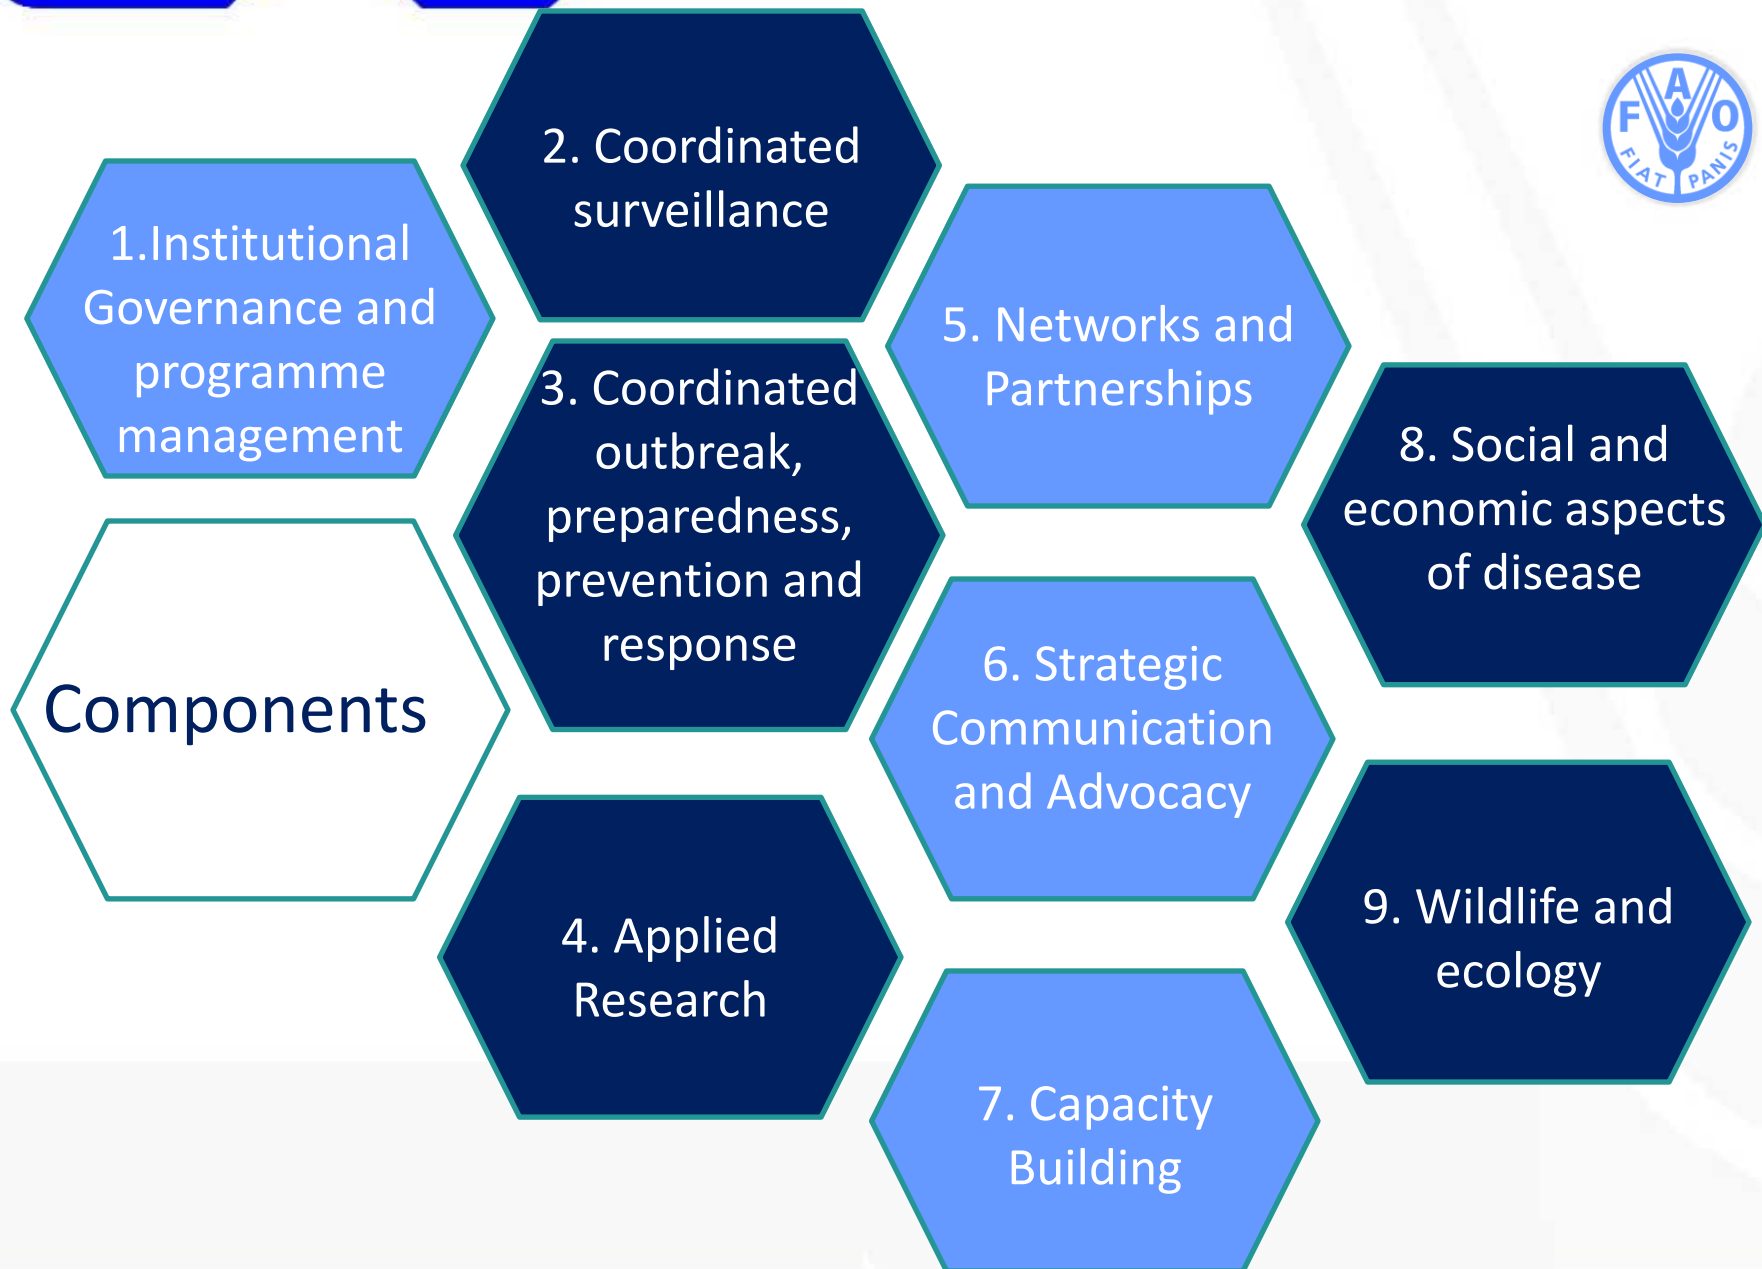 1.Institutional
Governance and
programme
management
2. Coordinated
surveillance
3. Coordinated
outbreak,
preparedness,
prevention and
response
4. Applied
Research
5. Networks and
Partnerships
6. Strategic
Communication
and Advocacy
7. Capacity
Building
8. Social and
economic aspects
of disease
9. Wildlife and
ecology
Components
F A O
FIAT PANIS